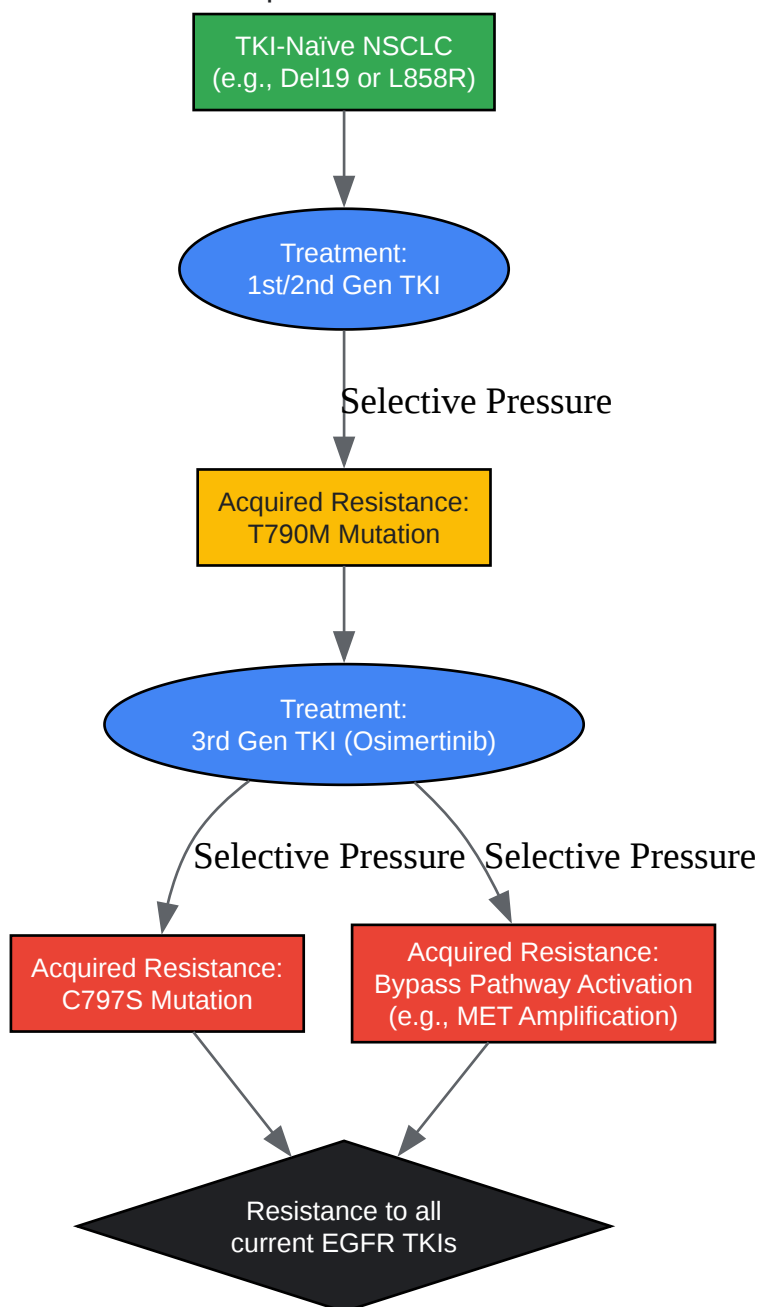 TKI-Naïve NSCLC
(e.g., Del19 or L858R)
Treatment:
1st/2nd Gen TKI
Selective Pressure
Acquired Resistance:
T790M Mutation
Treatment:
3rd Gen TKI (Osimertinib)
Selective Pressure
Selective Pressure
Acquired Resistance:
C797S Mutation
Acquired Resistance:
Bypass Pathway Activation
(e.g., MET Amplification)
Resistance to all
current EGFR TKIs